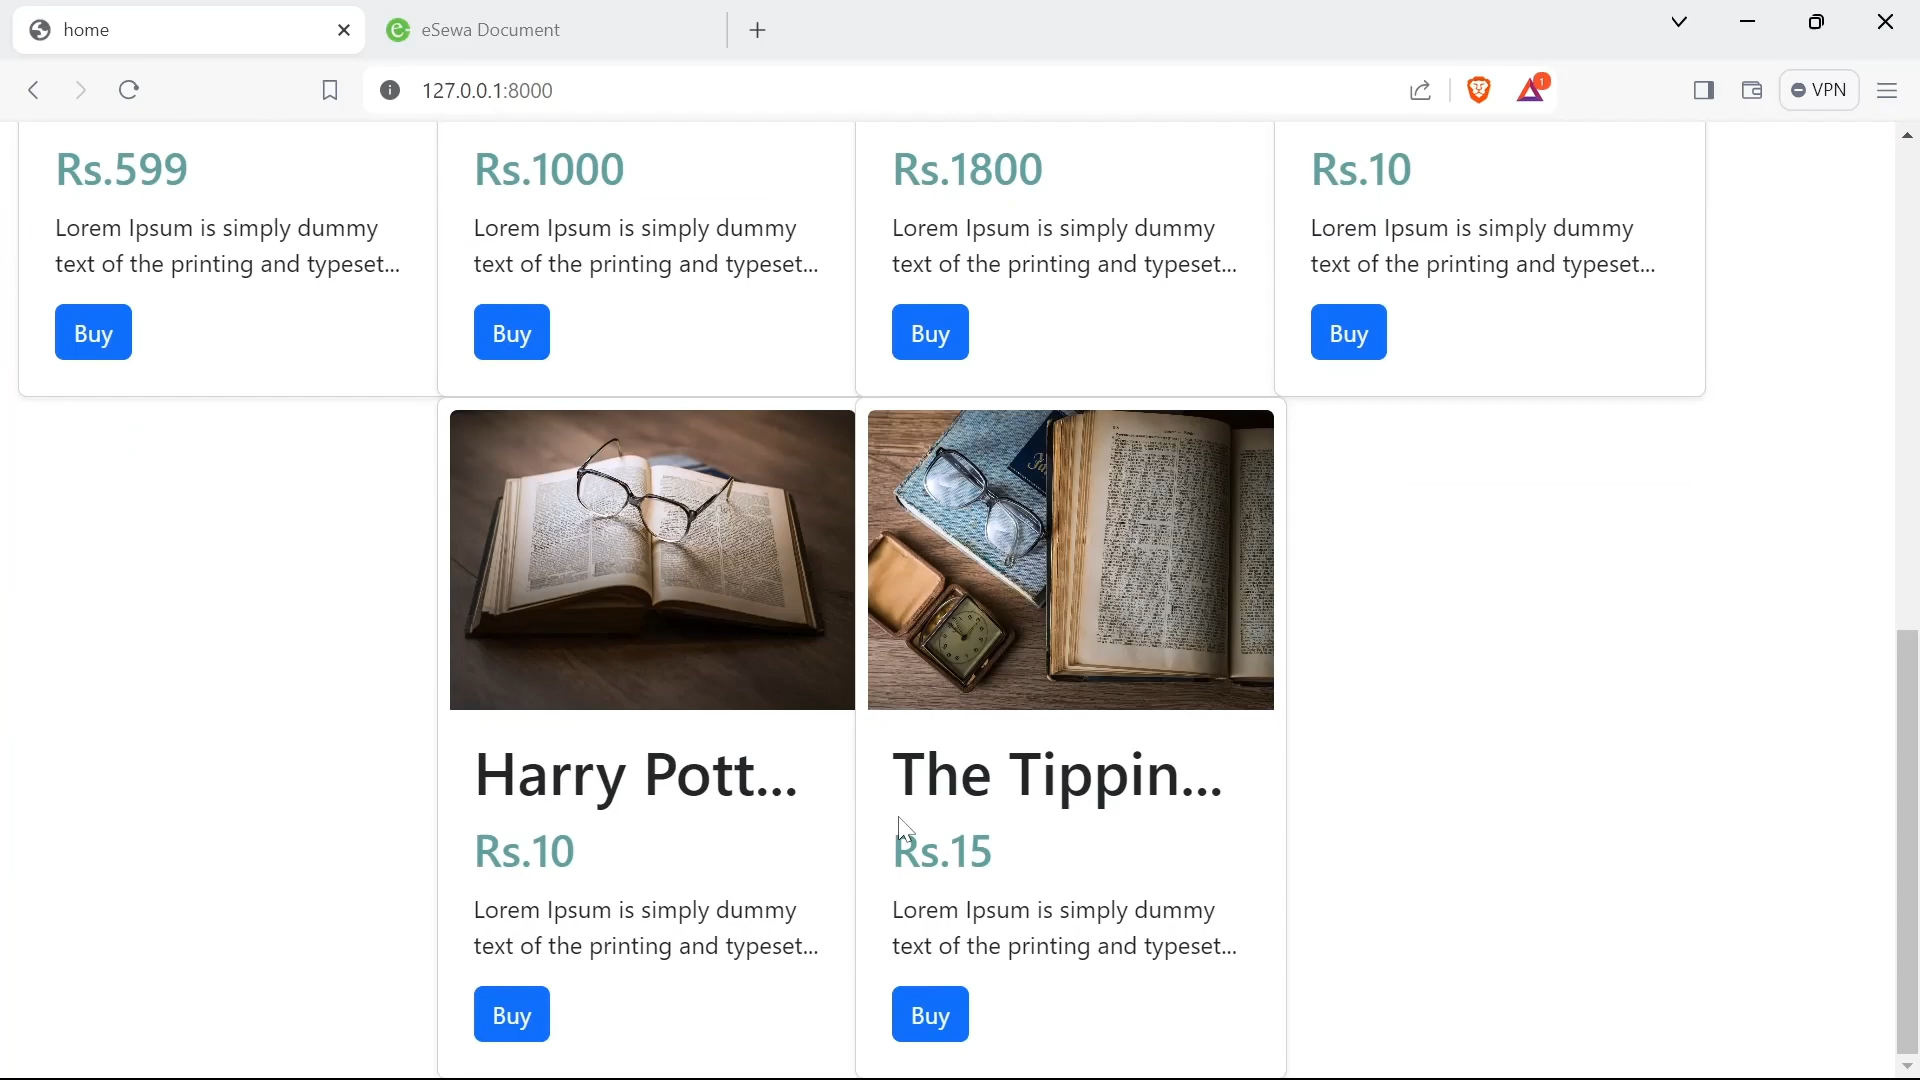 home
eSewa Document
127.0.0.1:8000
1
VPN
Rs.599
Rs.1000
Rs.1800
Rs.10
Lorem Ipsum is simply dummy
text of the printing and typeset...
Lorem Ipsum is simply dummy
text of the printing and typeset...
Lorem Ipsum is simply dummy
text of the printing and typeset...
Lorem Ipsum is simply dummy
text of the printing and typeset...
Buy
Buy
Buy
Buy
Harry Pott...
The Tippin...
Rs.10
Rs.15
Lorem Ipsum is simply dummy
text of the printing and typeset...
Lorem Ipsum is simply dummy
text of the printing and typeset...
Buy
Buy